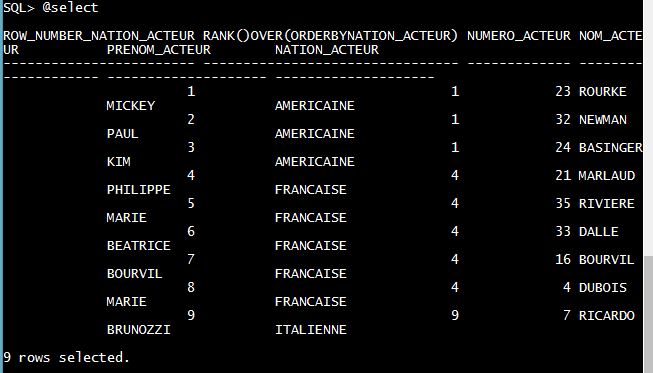 SQL> @select
ROW_NUMBER_NATION_ACTEUR RANK()OVER(ORDERBYNATION_ACTEUR) NUMERO_ACTEUR NOM_ACTE
UR PRENOM_ACTEUR NATION_ACTEUR
------------------------ -------------------------------- ------------- --------
------------ -------------------- --------------------
1 1 23 ROURKE
MICKEY AMERICAINE
2 1 32 NEWMAN
PAUL AMERICAINE
3 1 24 BASINGER
KIM AMERICAINE
4 4 21 MARLAUD
PHILIPPE FRANCAISE
5 4 35 RIVIERE
MARIE FRANCAISE
6 4 33 DALLE
BEATRICE FRANCAISE
7 4 16 BOURVIL
BOURVIL FRANCAISE
8 4 4 DUBOIS
MARIE FRANCAISE
9 9 7 RICARDO
BRUNOZZI ITALIENNE
9 rows selected.